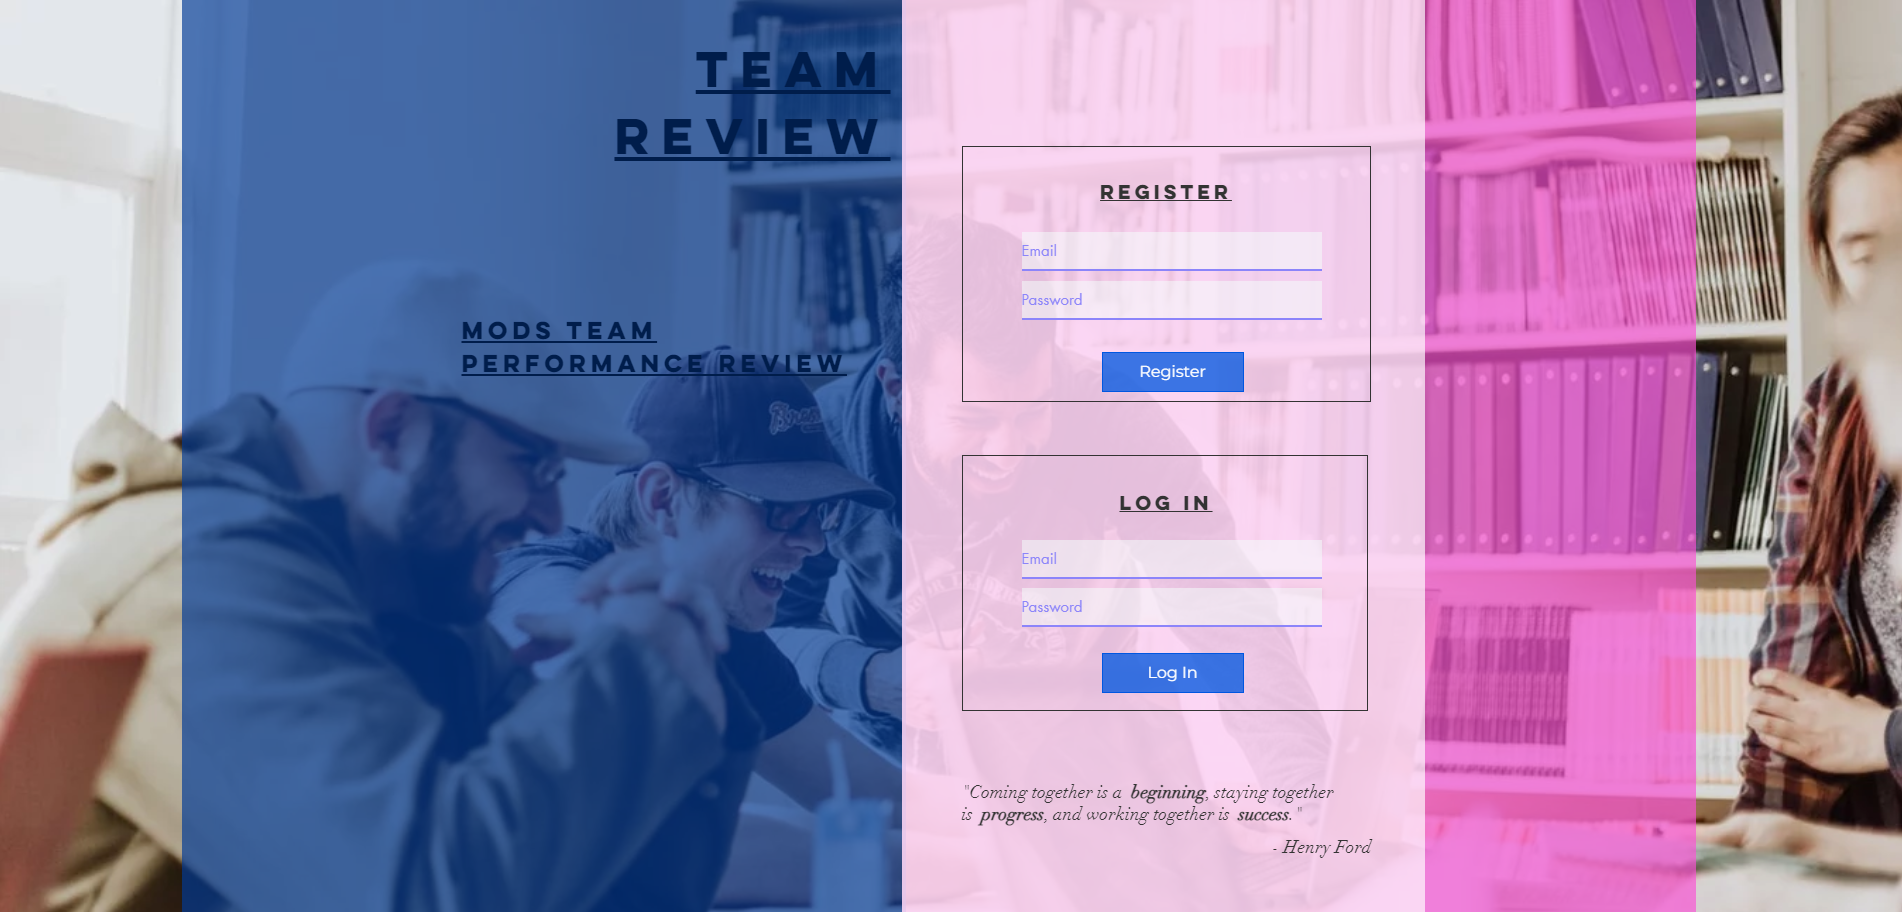 TEAM
REVIEW
MODS TEAM
PERFORMANCE REVIEW
REGISTER
Email
Password
Register
LOG IN
Email
Password
Log In
"Coming together is a beginning, staying together
is progress, and working together is success."
- Henry Ford